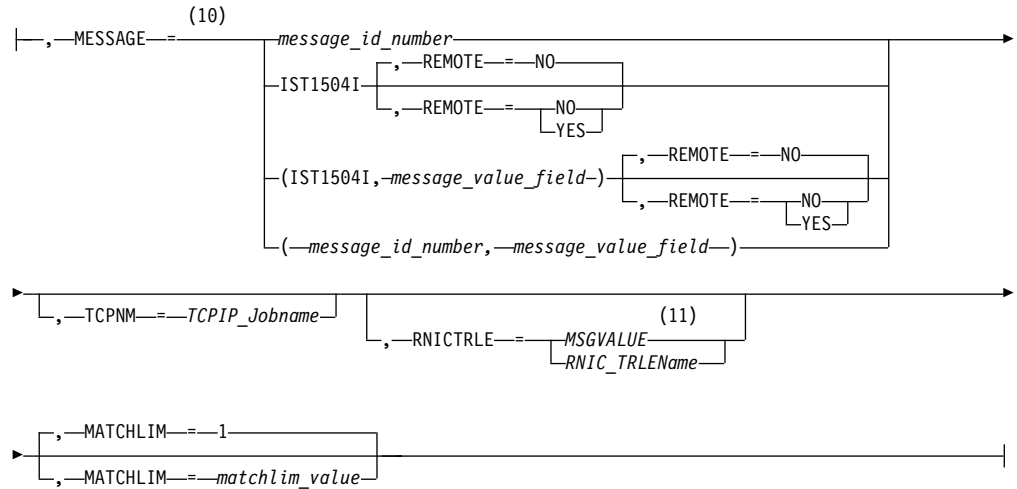 (10)
, MESSAGE = message_id_number
IST1504I , REMOTE = NO
, REMOTE = NO
YES
(IST1504I, message_value_field ) , REMOTE = NO
, REMOTE = NO
YES
( message_id_number, message_value_field )
, TCPNM = TCPIP_Jobname
(11)
, RNICTRLE = MSGVALUE
RNIC_TRLEName
, MATCHLIM = 1
, MATCHLIM = matchlim_value